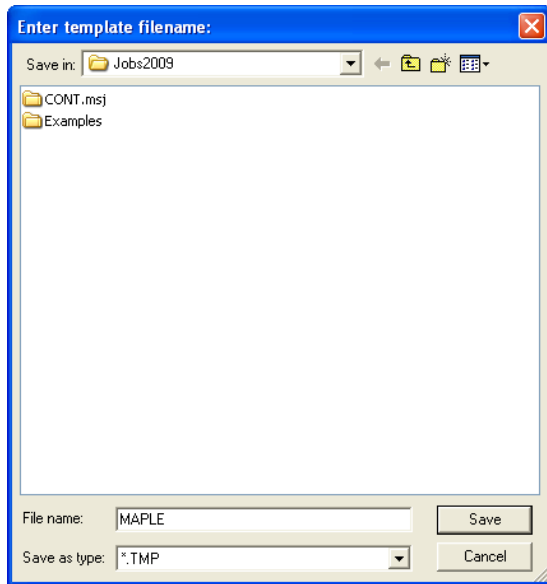 Enter template filename:
Save in: Jobs2009
CONT.msj
Examples
File name: MAPLE Save
Save as type: *.TMP Cancel